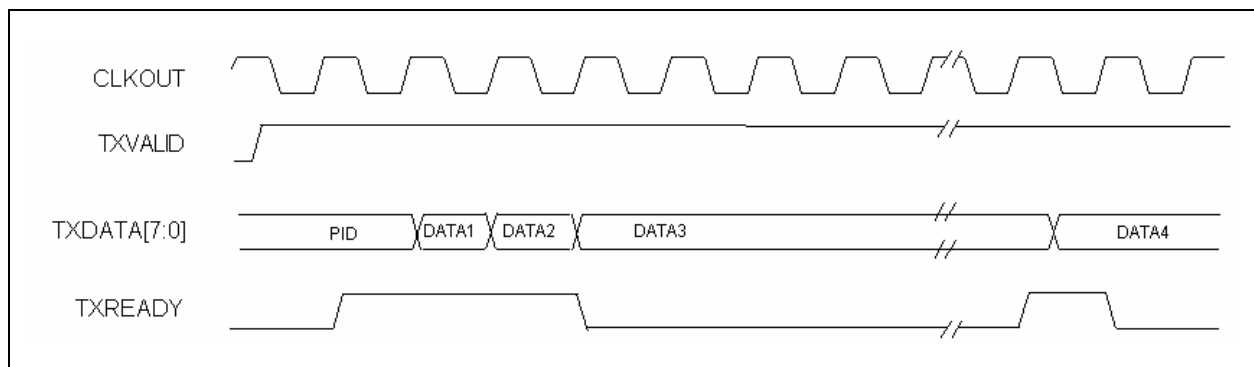 CLKOUT
TXVALID
TXDATA[7:0]
PID
DATA1
DATA2
DATA3
DATA4
TXREADY